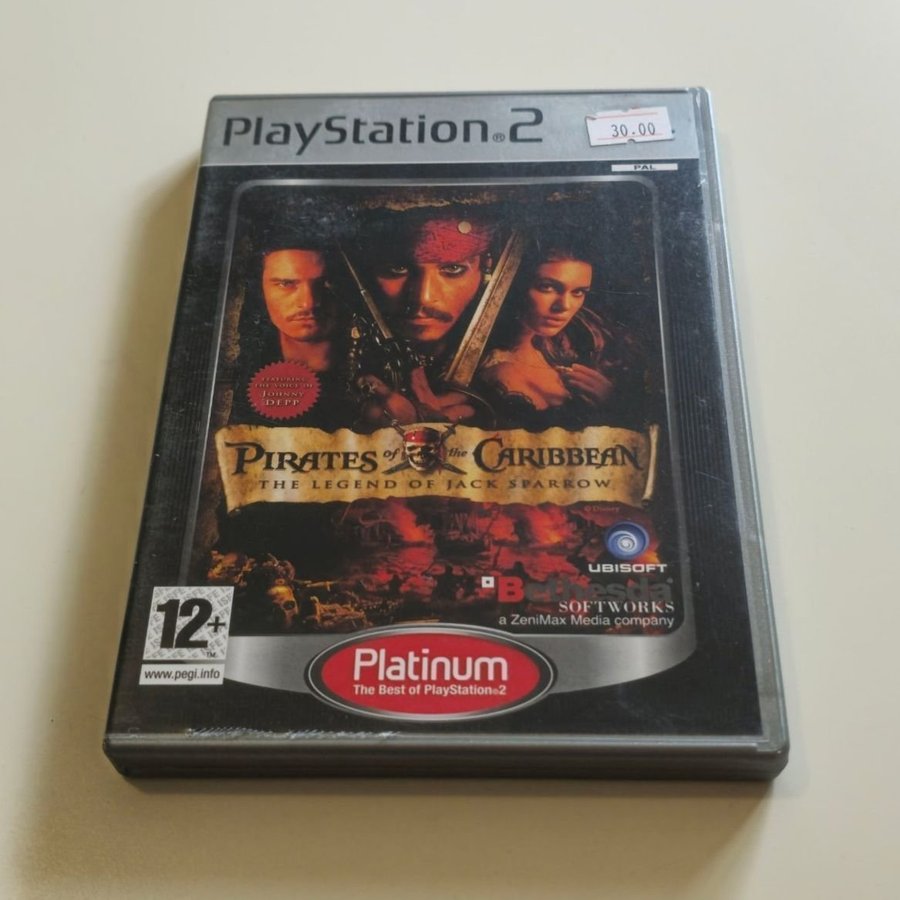 PlayStation®2
30.00
PAL
FEATURING
THE VOICE OF
JOHNNY
DEPP
PIRATES of the CARIBBEAN
THE LEGEND OF JACK SPARROW
© Disney
UBISOFT
Bethesda
SOFTWORKS
a ZeniMax Media company
12+
TM
www.pegi.info
Platinum
The Best of PlayStation®2